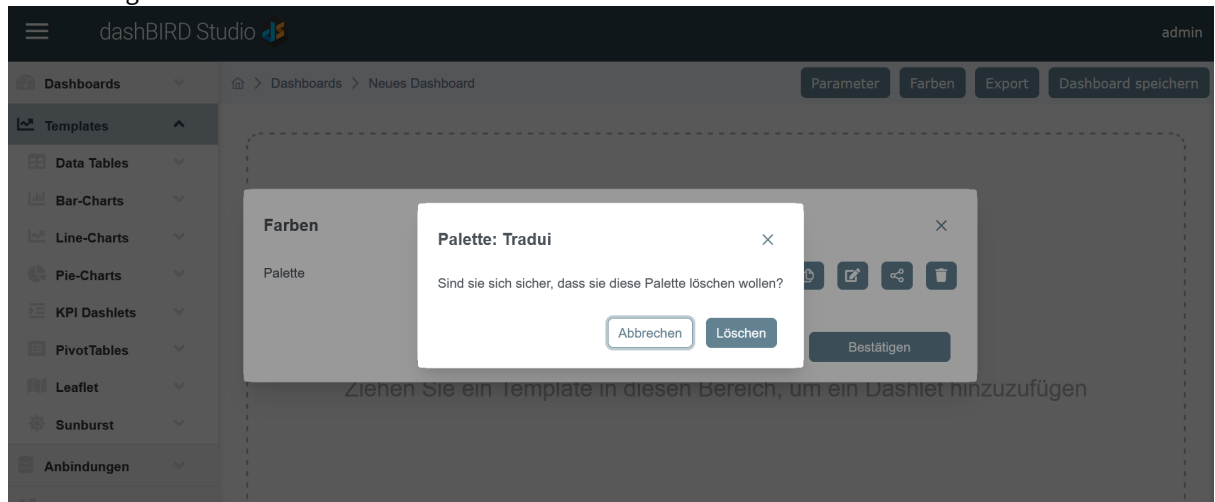 dashBIRD Studio
admin
Dashboards
Dashboards > Neues Dashboard
Parameter
Farben
Export
Dashboard speichern
Templates
Data Tables
Bar-Charts
Line-Charts
Pie-Charts
KPI Dashlets
PivotTables
Leaflet
Sunburst
Anbindungen
Farben
Palette
Palette: Tradui
Sind sie sich sicher, dass sie diese Palette löschen wollen?
Abbrechen
Löschen
Bestätigen
Ziehen Sie ein Template in diesen Bereich, um ein Dashlet hinzuzufügen